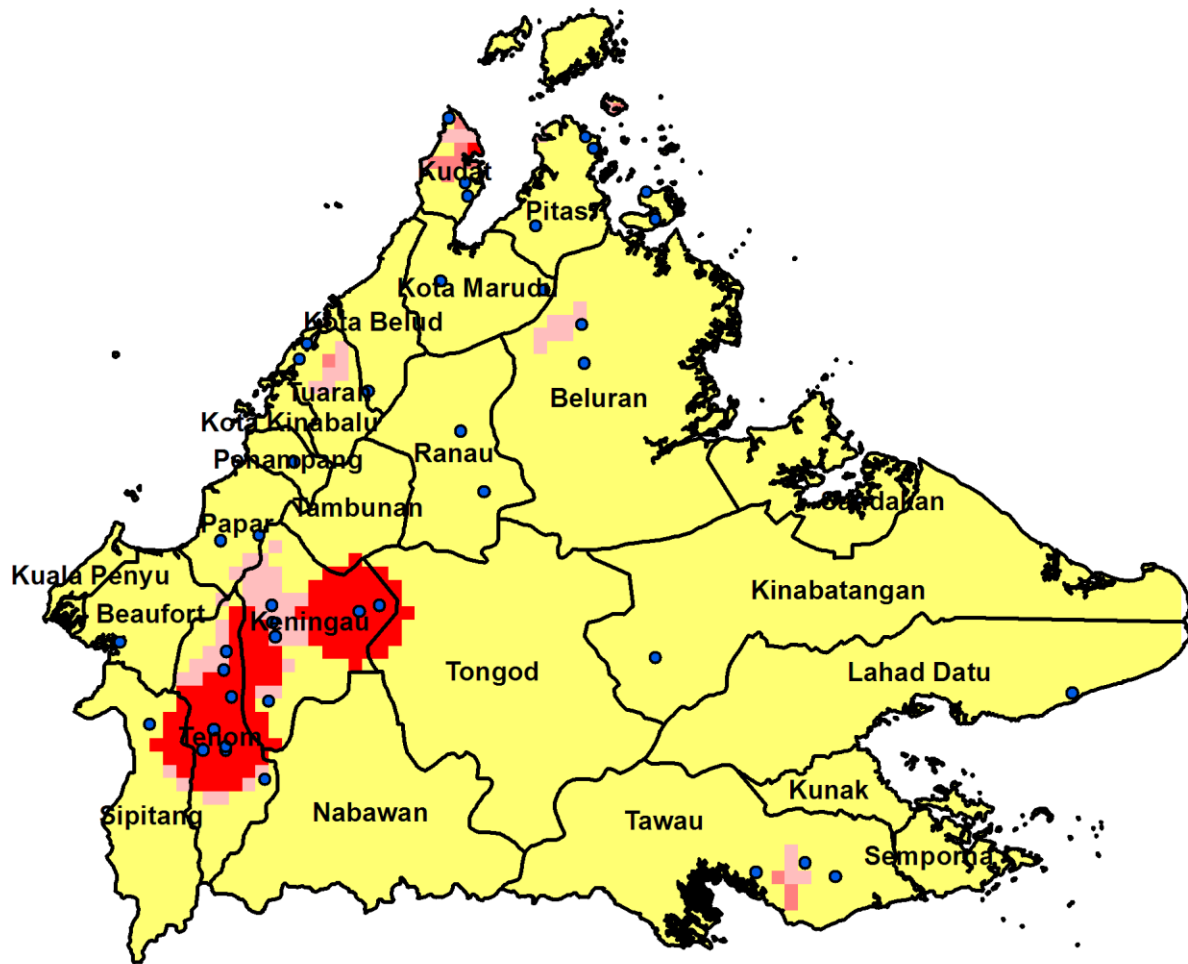 Kudat
Pitas
Kota Marudu
Kota Belud
Tuaran
Beluran
Kota Kinabalu
Penampang
Ranau
Tambunan
Sandakan
Papar
Kuala Penyu
Kinabatangan
Beaufort
Keningau
Tongod
Lahad Datu
Tenom
Kunak
Sipitang
Nabawan
Tawau
Semporna